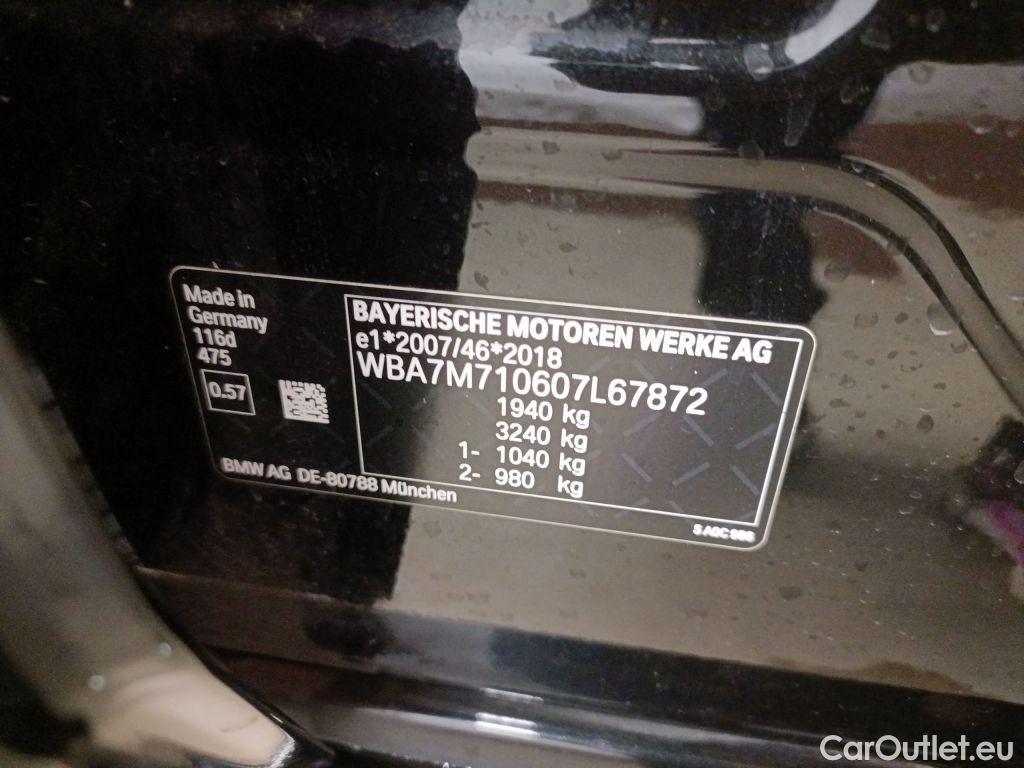 Made in
Germany
116d
475
0.57
BAYERISCHE MOTOREN WERKE AG
e1*2007/46*2018
WBA7M710607L67872
1940 kg
3240 kg
1- 1040 kg
2- 980 kg
BMW AG DE-80788 München
CarOutlet.eu